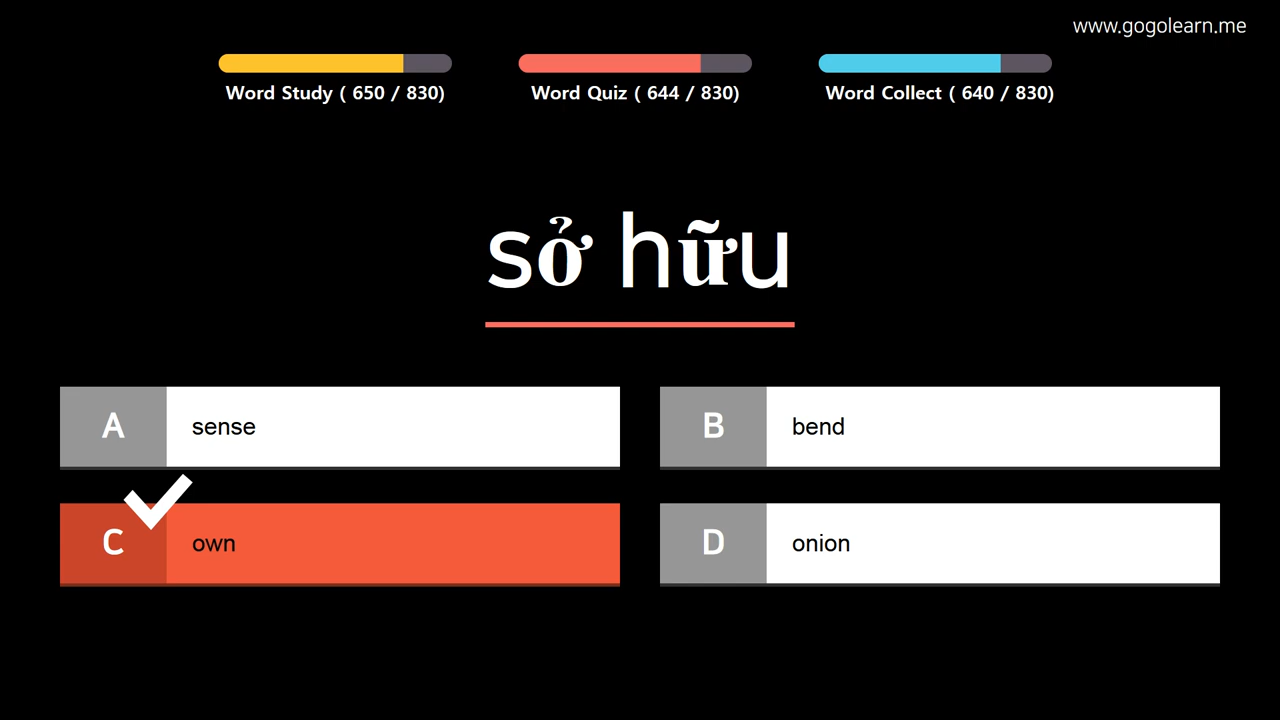 www.gogolearn.me
Word Study ( 650 / 830)
Word Quiz ( 644 / 830)
Word Collect ( 640 / 830)
sở hữu
A sense
B bend
C own
D onion